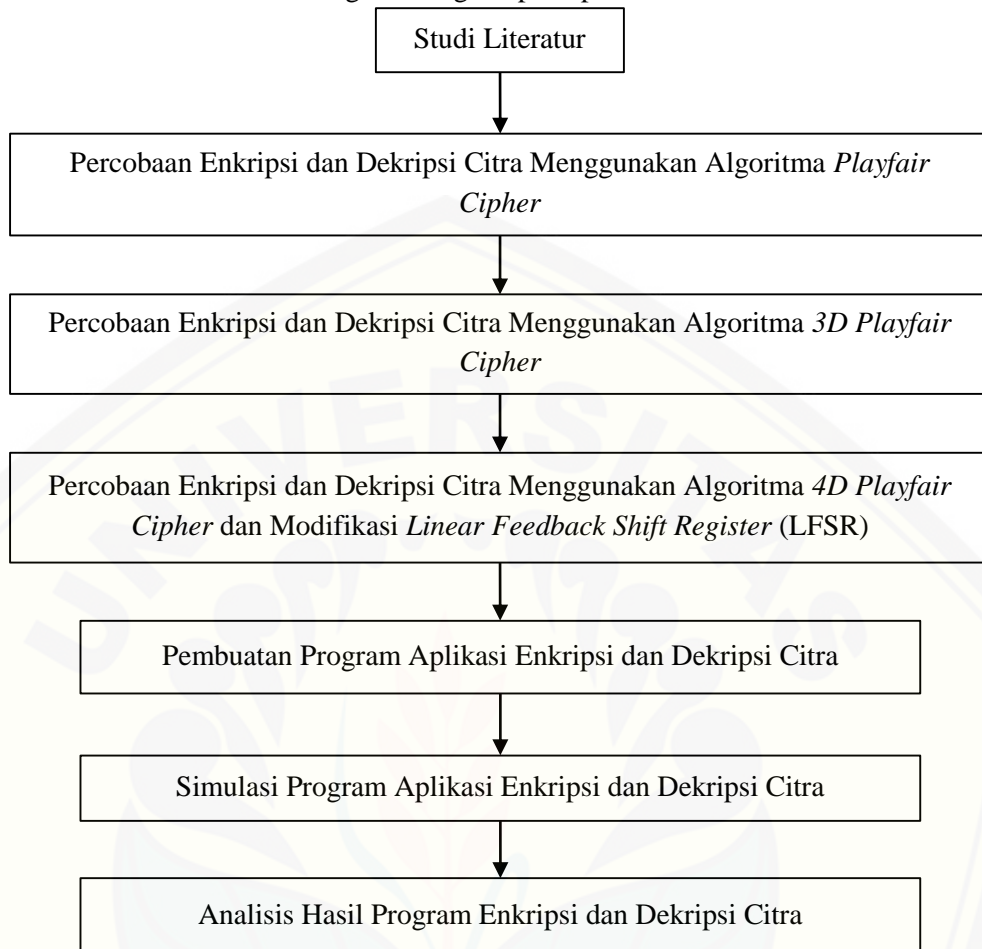 Studi Literatur
Percobaan Enkripsi dan Dekripsi Citra Menggunakan Algoritma Playfair
Cipher
Percobaan Enkripsi dan Dekripsi Citra Menggunakan Algoritma 3D Playfair
Cipher
Percobaan Enkripsi dan Dekripsi Citra Menggunakan Algoritma 4D Playfair
Cipher dan Modifikasi Linear Feedback Shift Register (LFSR)
UNIVERSITAS
Pembuatan Program Aplikasi Enkripsi dan Dekripsi Citra
Simulasi Program Aplikasi Enkripsi dan Dekripsi Citra
Analisis Hasil Program Enkripsi dan Dekripsi Citra